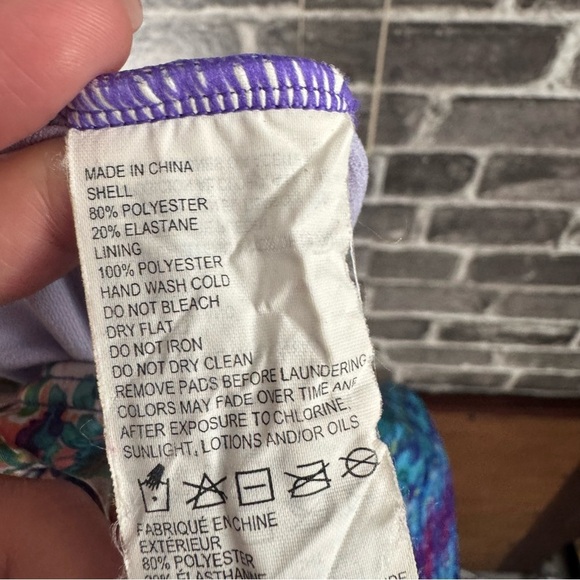 MADE IN CHINA
SHELL
80% POLYESTER
20% ELASTANE
LINING
100% POLYESTER
HAND WASH COLD
DO NOT BLEACH
DRY FLAT
DO NOT IRON
DO NOT DRY CLEAN
REMOVE PADS BEFORE LAUNDERING
COLORS MAY FADE OVER TIME AND
AFTER EXPOSURE TO CHLORINE,
SUNLIGHT, LOTIONS AND/OR OILS
FABRIQUÉ EN CHINE
EXTÉRIEUR
80% POLYESTER
20% ÉLASTHANE